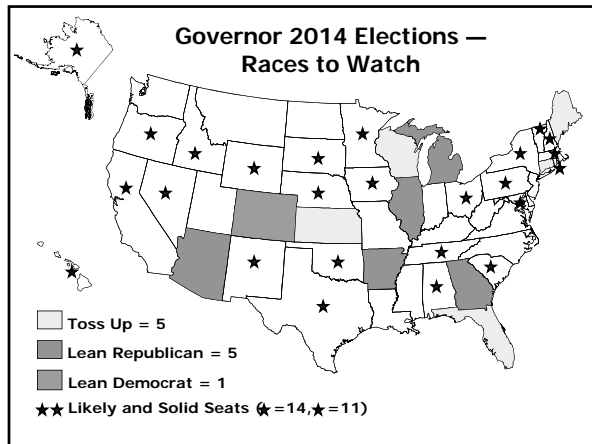 Governor 2014 Elections —
Races to Watch
Toss Up = 5
Lean Republican = 5
Lean Democrat = 1
★★ Likely and Solid Seats (★=14,★=11)